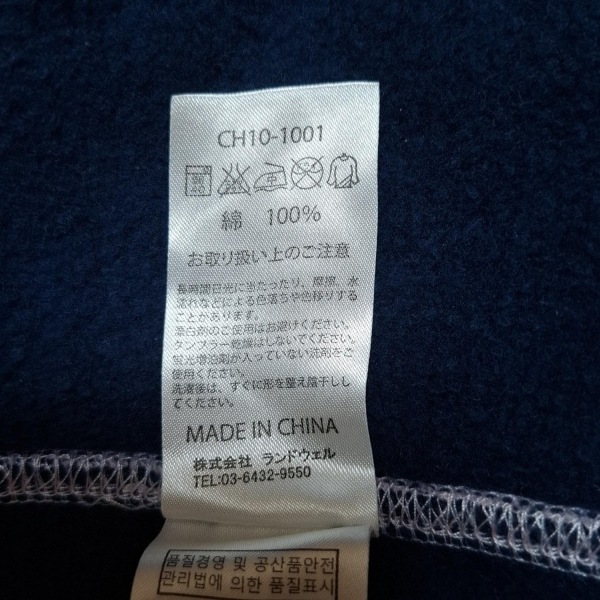 CH10-1001
綿 100%
お取り扱い上のご注意
長時間日光に当たったり、摩擦、水
濡れなどによる色落ちや色移りする
ことがあります。
漂白剤のご使用はお避けください。
タンブラー乾燥はしないでください。
蛍光増泊剤が入っていない洗剤をご
使用ください。
洗濯後は、すぐに形を整え陰干しし
てください。
MADE IN CHINA
株式会社 ランドウェル
TEL:03-6432-9550
품질경영 및 공산품안전
관리법에 의한 품질표시